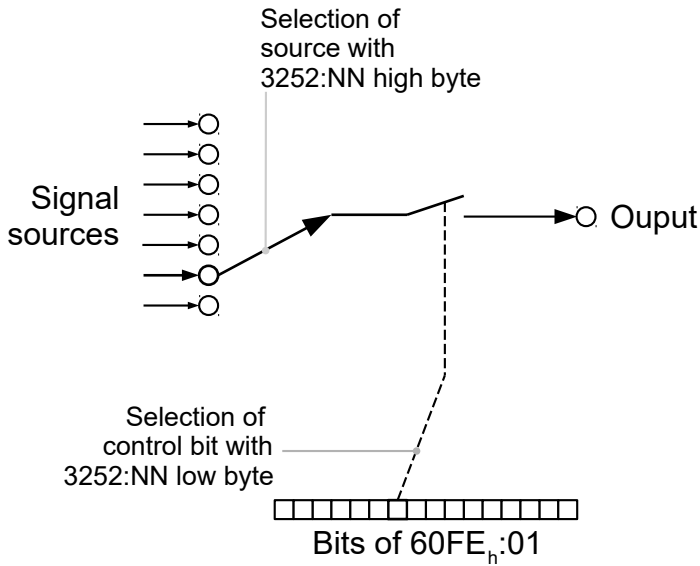 Selection of
source with
3252:NN high byte
Signal
sources
Ouput
Selection of
control bit with
3252:NN low byte
Bits of 60FEh:01